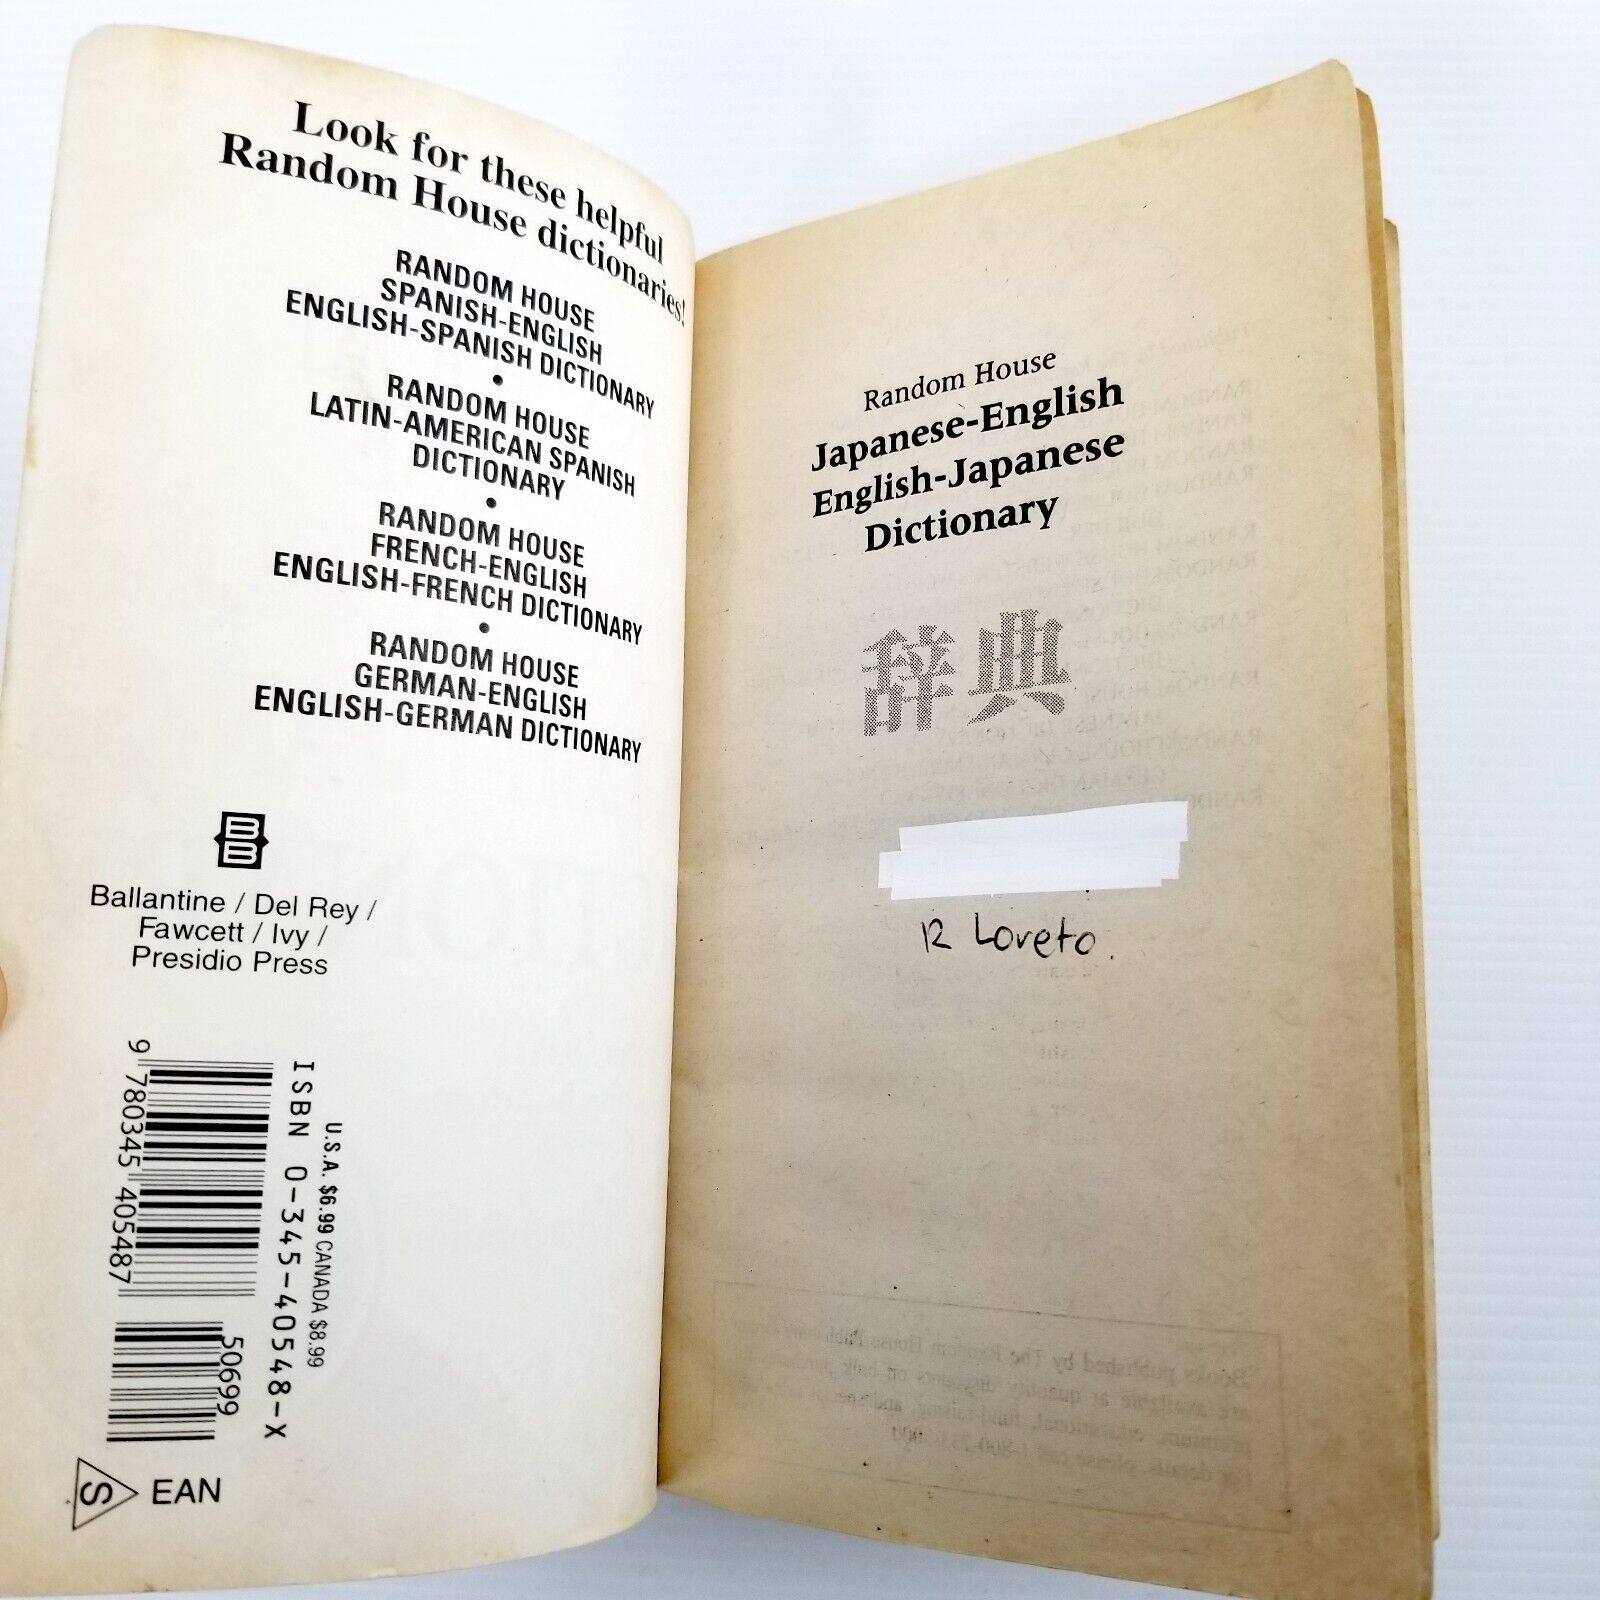 Look for these helpful
Random House dictionaries!
RANDOM HOUSE
SPANISH-ENGLISH
ENGLISH-SPANISH DICTIONARY
•
RANDOM HOUSE
LATIN-AMERICAN SPANISH
DICTIONARY
•
RANDOM HOUSE
FRENCH-ENGLISH
ENGLISH-FRENCH DICTIONARY
•
RANDOM HOUSE
GERMAN-ENGLISH
ENGLISH-GERMAN DICTIONARY
BB
Ballantine / Del Rey /
Fawcett / Ivy /
Presidio Press
U.S.A. $6.99 CANADA $8.99
ISBN 0-345-40548-X
9 780345 405487
50699
S EAN
Random House
Japanese-English
English-Japanese
Dictionary
辞典
12 Loreto.